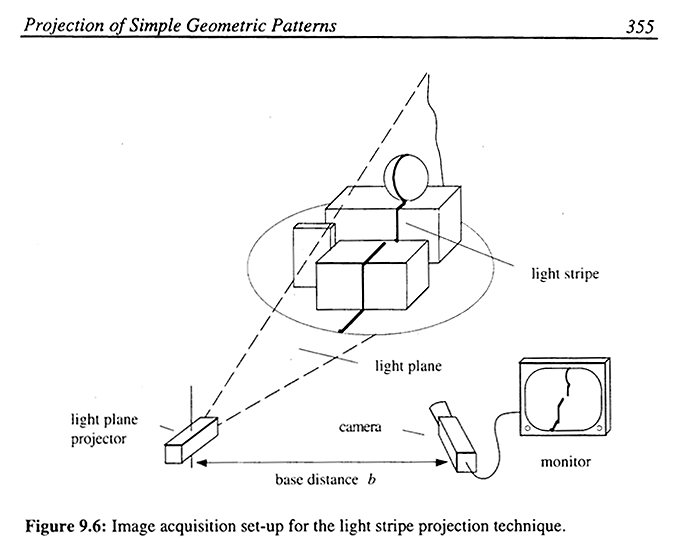 Projection of Simple Geometric Patterns 355
light stripe
light plane
light plane
projector
camera
monitor
base distance b
Figure 9.6: Image acquisition set-up for the light stripe projection technique.